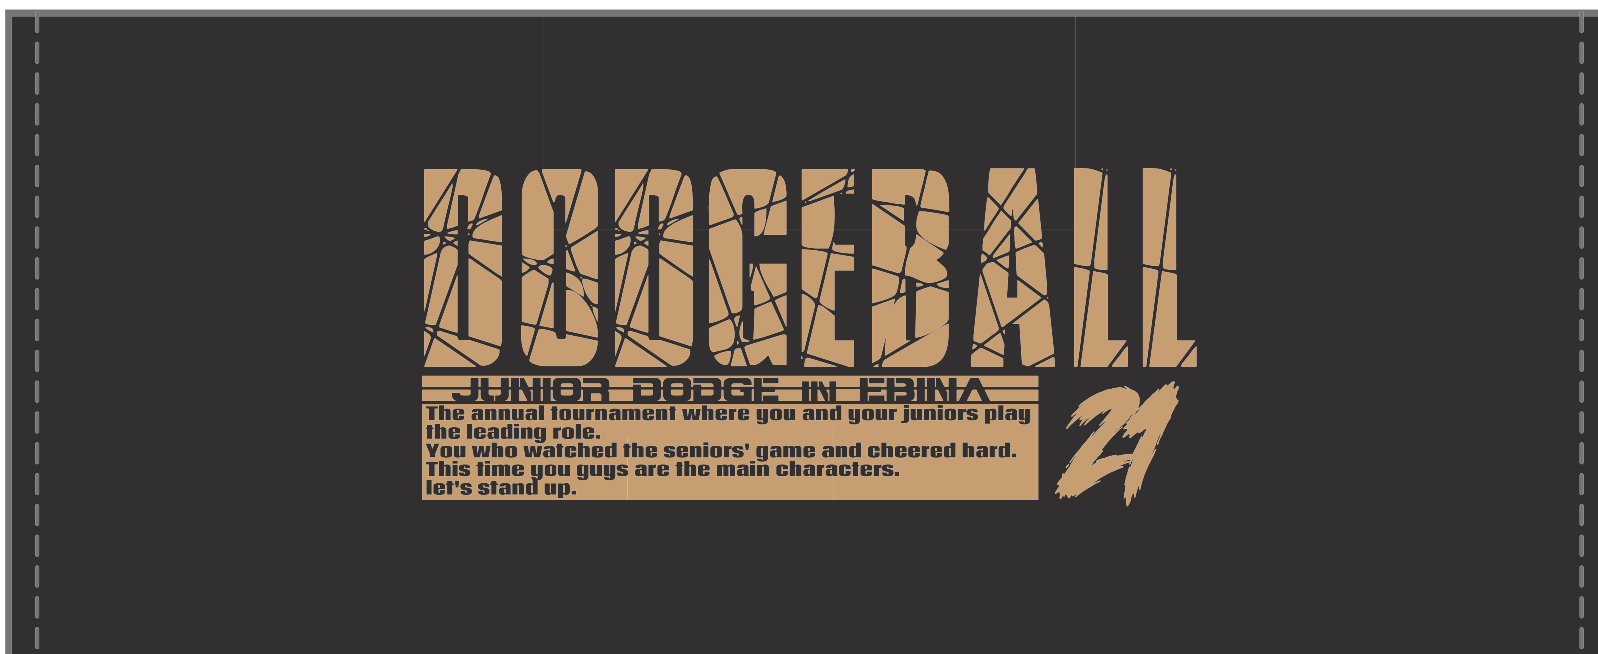 DODGEBALL
JUNIOR DODGE IN EBINA
The annual tournament where you and your juniors play
the leading role.
You who watched the seniors' game and cheered hard.
This time you guys are the main characters.
let's stand up.
21